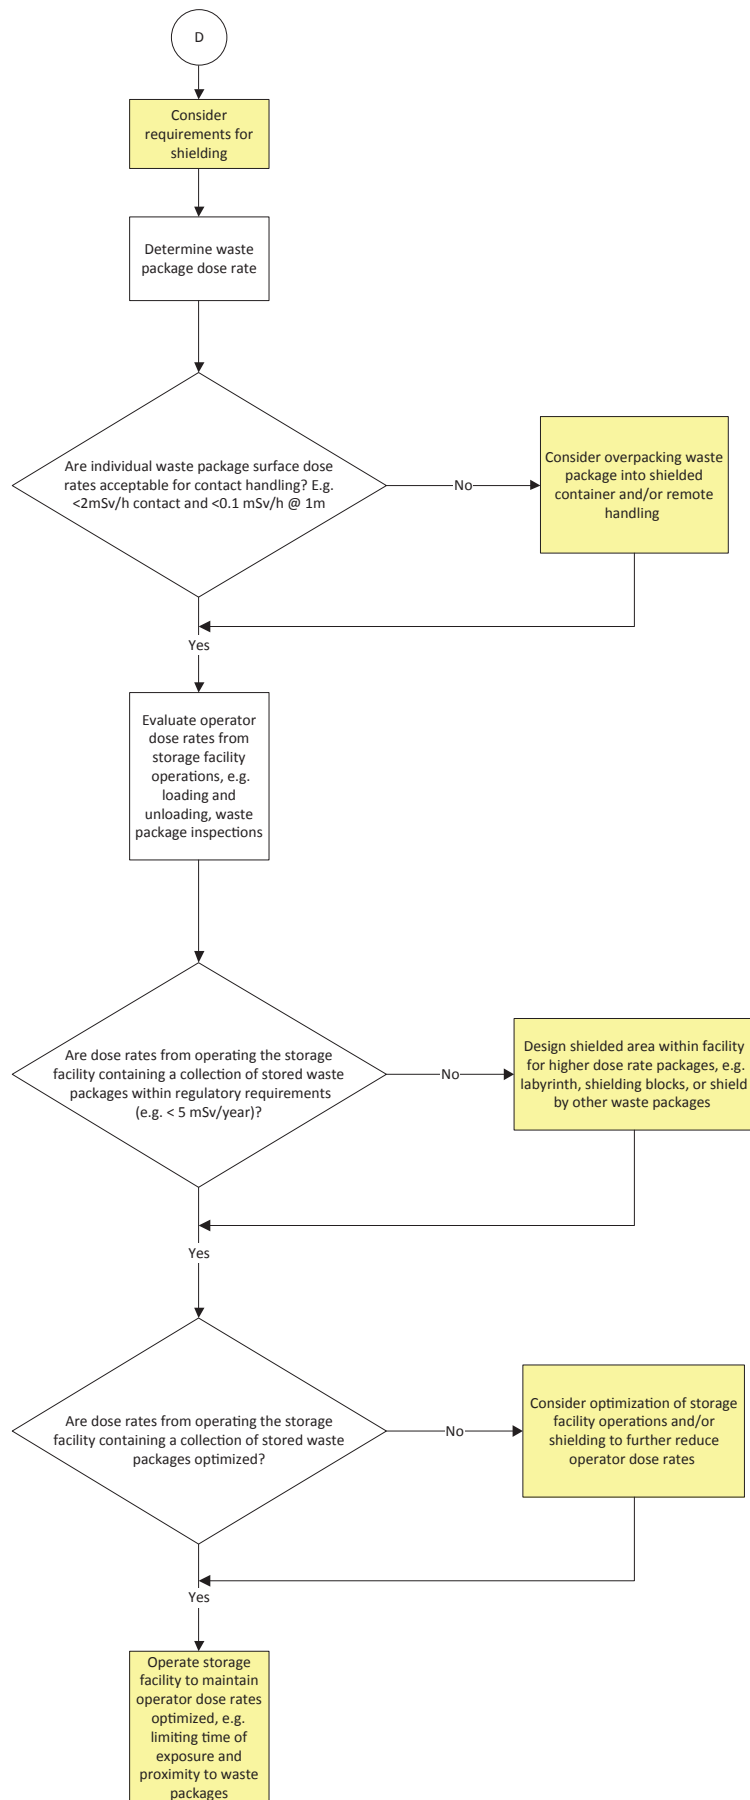 D
Consider
requirements for
shielding
Determine waste
package dose rate
Are individual waste package surface dose
rates acceptable for contact handling? E.g.
<2mSv/h contact and <0.1 mSv/h @ 1m
No
Consider overpacking waste
package into shielded
container and/or remote
handling
Yes
Evaluate operator
dose rates from
storage facility
operations, e.g.
loading and
unloading, waste
package inspections
Are dose rates from operating the storage
facility containing a collection of stored waste
packages within regulatory requirements
(e.g. < 5 mSv/year)?
No
Design shielded area within facility
for higher dose rate packages, e.g.
labyrinth, shielding blocks, or shield
by other waste packages
Yes
Are dose rates from operating the storage
facility containing a collection of stored waste
packages optimized?
No
Consider optimization of storage
facility operations and/or
shielding to further reduce
operator dose rates
Yes
Operate storage
facility to maintain
operator dose rates
optimized, e.g.
limiting time of
exposure and
proximity to waste
packages